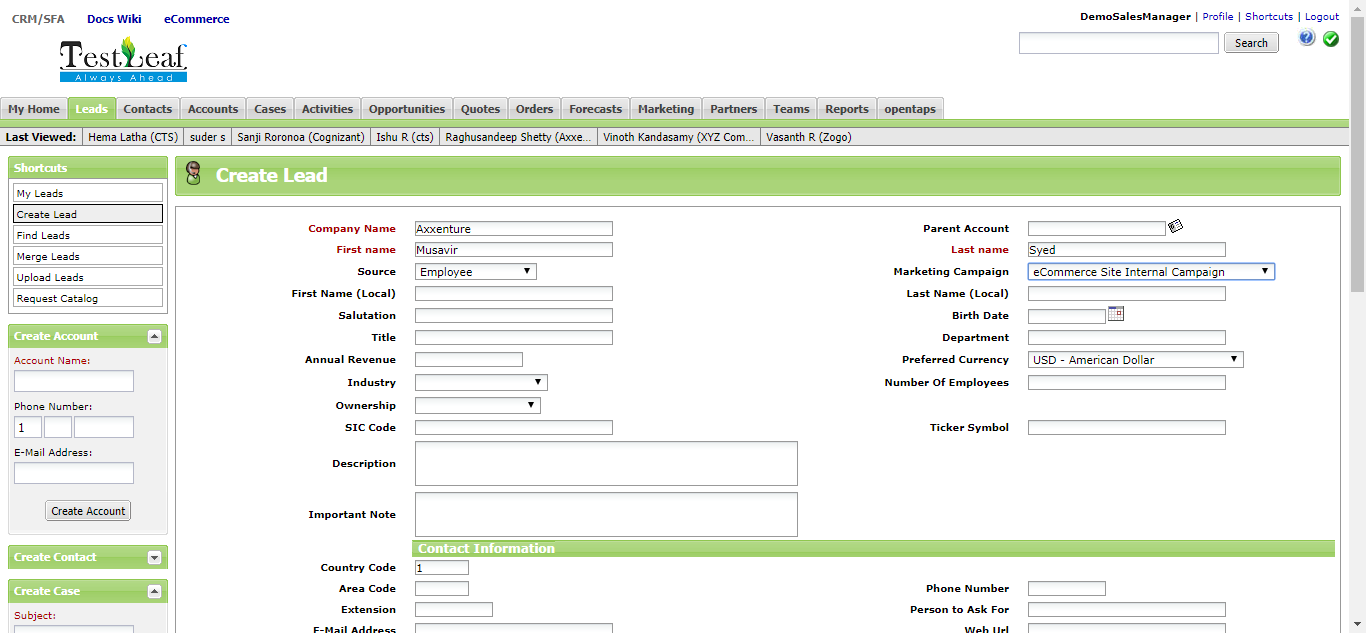 CRM/SFA Docs Wiki eCommerce
DemoSalesManager | Profile | Shortcuts | Logout
TestLeaf
Always Ahead
Search
My Home Leads Contacts Accounts Cases Activities Opportunities Quotes Orders Forecasts Marketing Partners Teams Reports opentaps
Last Viewed: Hema Latha (CTS) suder s Sanji Roronoa (Cognizant) Ishu R (cts) Raghusandeep Shetty (Axxe... Vinoth Kandasamy (XYZ Com... Vasanth R (Zogo)
Shortcuts
My Leads
Create Lead
Find Leads
Merge Leads
Upload Leads
Request Catalog
Create Account
Account Name:
Phone Number:
1
E-Mail Address:
Create Account
Create Contact
Create Case
Subject:
Create Lead
Company Name Axxenture Parent Account
First name Musavir Last name Syed
Source Employee Marketing Campaign eCommerce Site Internal Campaign
First Name (Local) Last Name (Local)
Salutation Birth Date
Title Department
Annual Revenue Preferred Currency USD - American Dollar
Industry Number Of Employees
Ownership
SIC Code Ticker Symbol
Description
Important Note
Contact Information
Country Code 1
Area Code Phone Number
Extension Person to Ask For
E-Mail Address Web Url